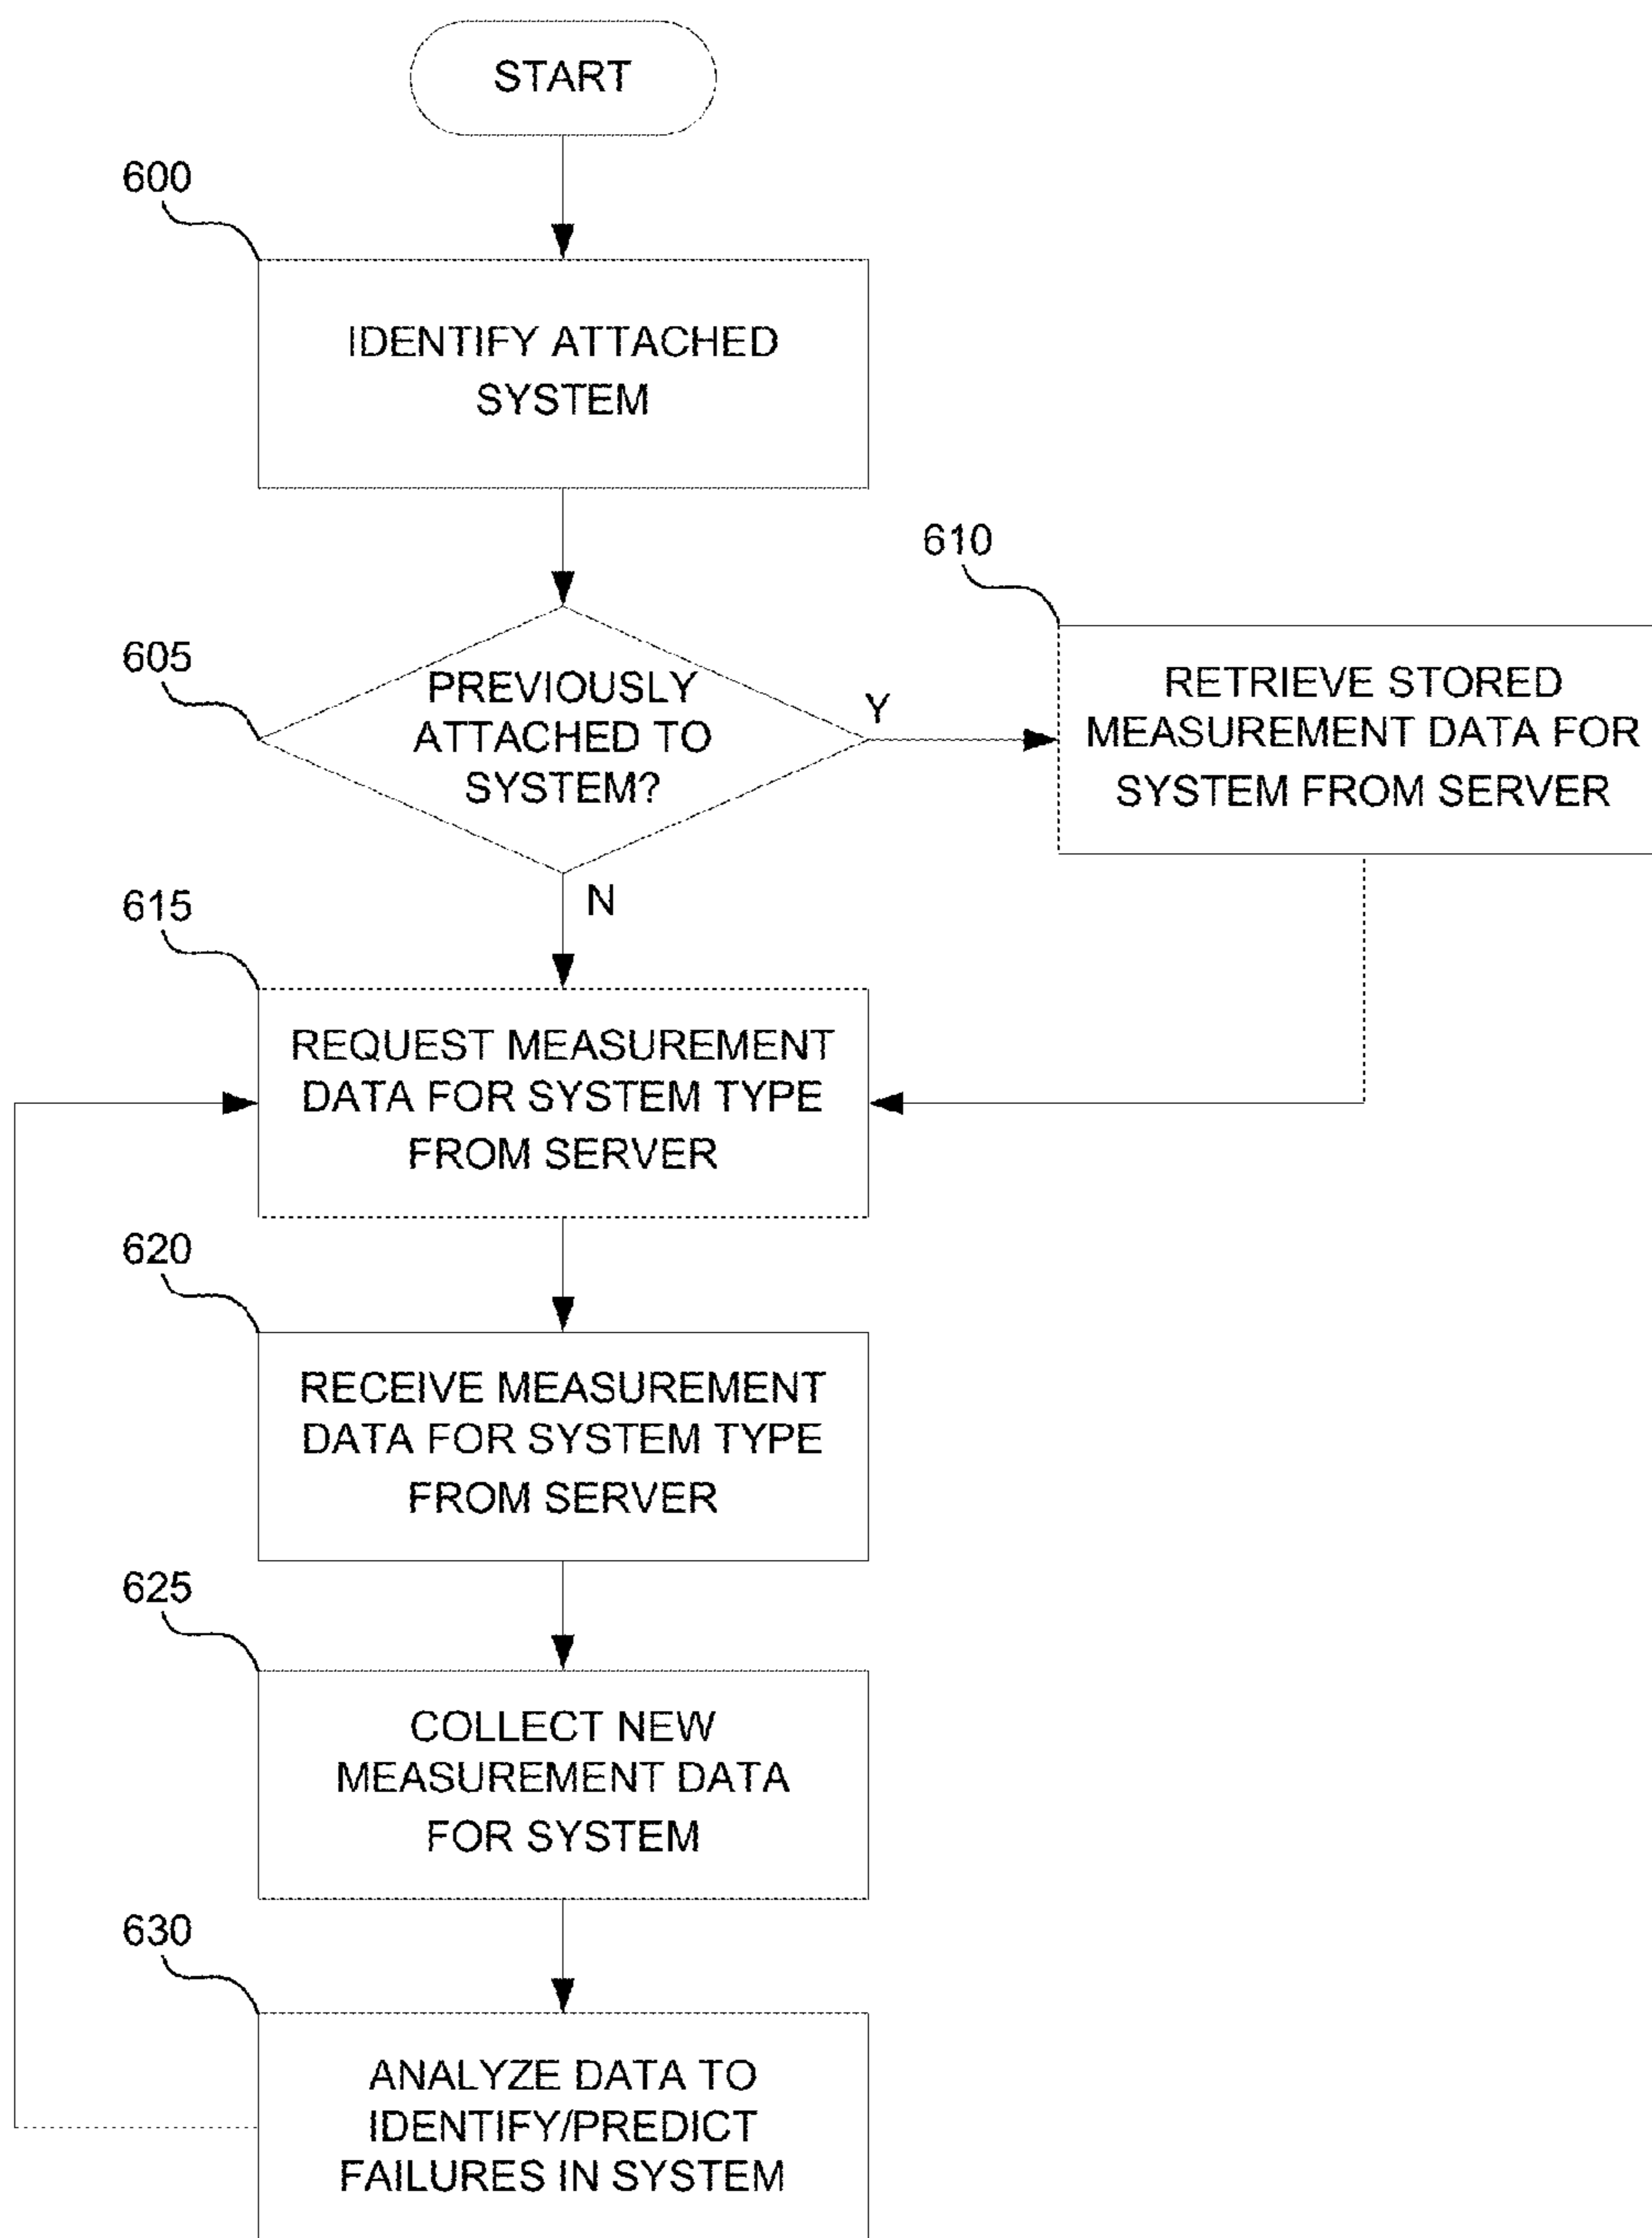 START
600
IDENTIFY ATTACHED
SYSTEM
605
PREVIOUSLY
ATTACHED TO
SYSTEM?
Y
610
RETRIEVE STORED
MEASUREMENT DATA FOR
SYSTEM FROM SERVER
N
615
REQUEST MEASUREMENT
DATA FOR SYSTEM TYPE
FROM SERVER
620
RECEIVE MEASUREMENT
DATA FOR SYSTEM TYPE
FROM SERVER
625
COLLECT NEW
MEASUREMENT DATA
FOR SYSTEM
630
ANALYZE DATA TO
IDENTIFY/PREDICT
FAILURES IN SYSTEM